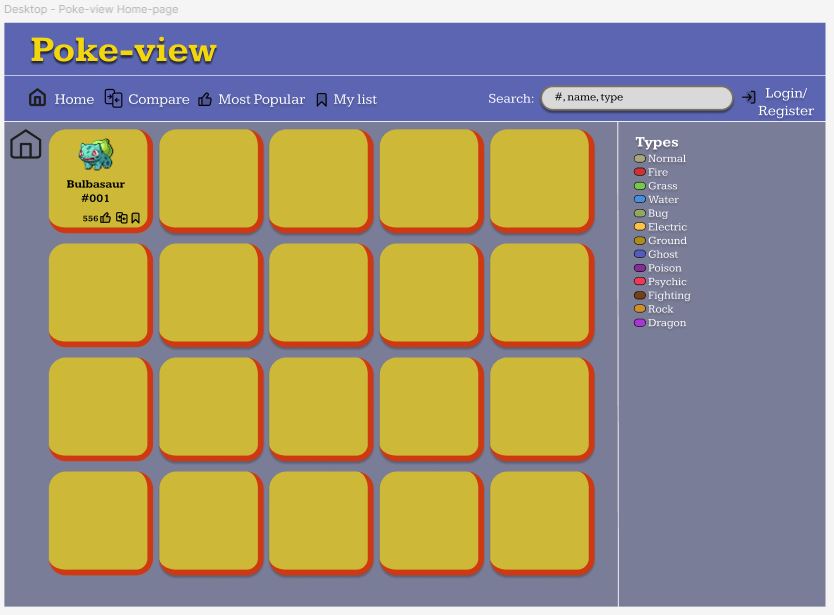 Desktop - Poke-view Home-page
Poke-view
Home Compare Most Popular My list Search: #, name, type Login/
Register
Bulbasaur
#001
556
Types
Normal
Fire
Grass
Water
Bug
Electric
Ground
Ghost
Poison
Psychic
Fighting
Rock
Dragon